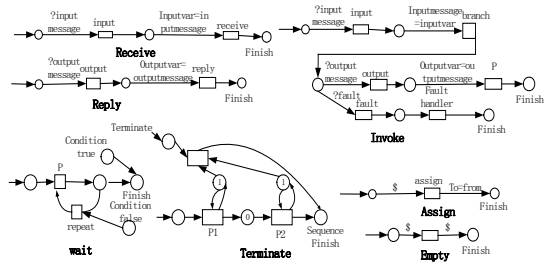 ?input
message
input
Inputvar=in
putmessage
receive
Finish
Receive
?output
message
output
Outputvar=
outputmessage
reply
Finish
Reply
?input
message
input
Inputmessage
=inputvar
branch
?output
message
output
Outputvar=ou
tputmessage
P
Finish
?fault
fault
Fault
handler
Finish
Invoke
Condition
true
P
Finish
Condition
false
repeat
wait
Terminate
1
1
0
P1
P2
Sequence
Finish
Terminate
$
assign
To=from
Finish
Assign
$
$
Finish
Empty